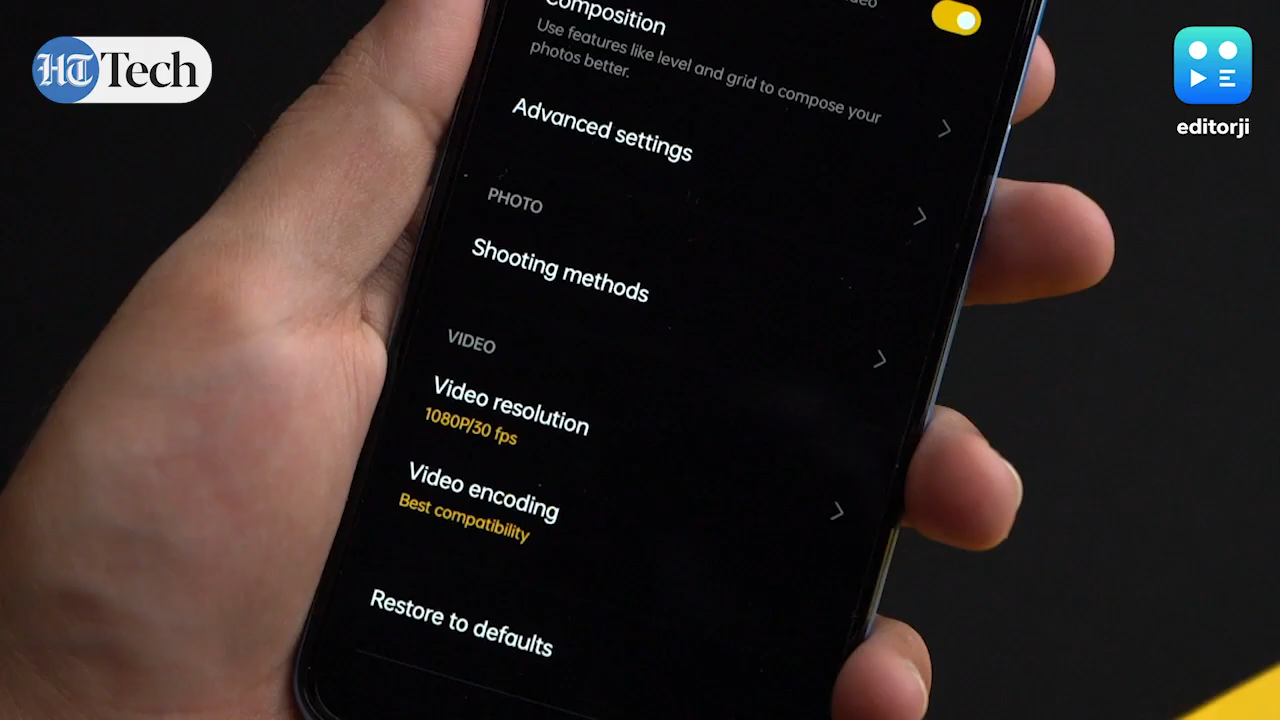 HT Tech
editorji
Composition
Use features like level and grid to compose your
photos better.
Advanced settings
PHOTO
Shooting methods
VIDEO
Video resolution
1080P/30 fps
Video encoding
Best compatibility
Restore to defaults